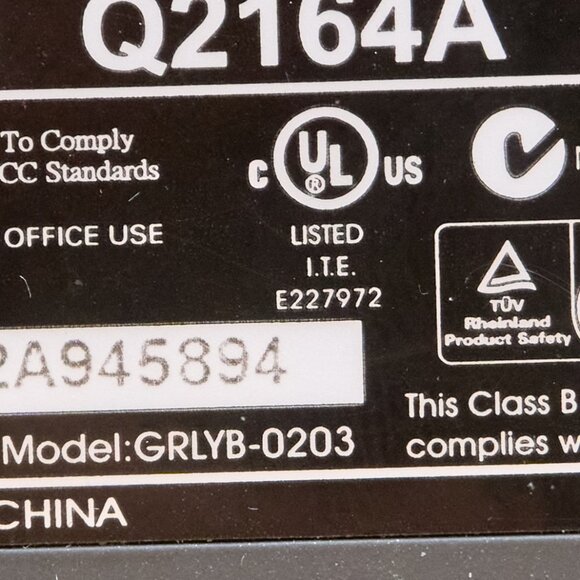 Q2164A
To Comply
CC Standards
OFFICE USE
C UL ® US
LISTED
I.T.E.
E227972
TÜV
Rheinland
Product Safety
2A945894
Model:GRLYB-0203
This Class B
complies w
CHINA